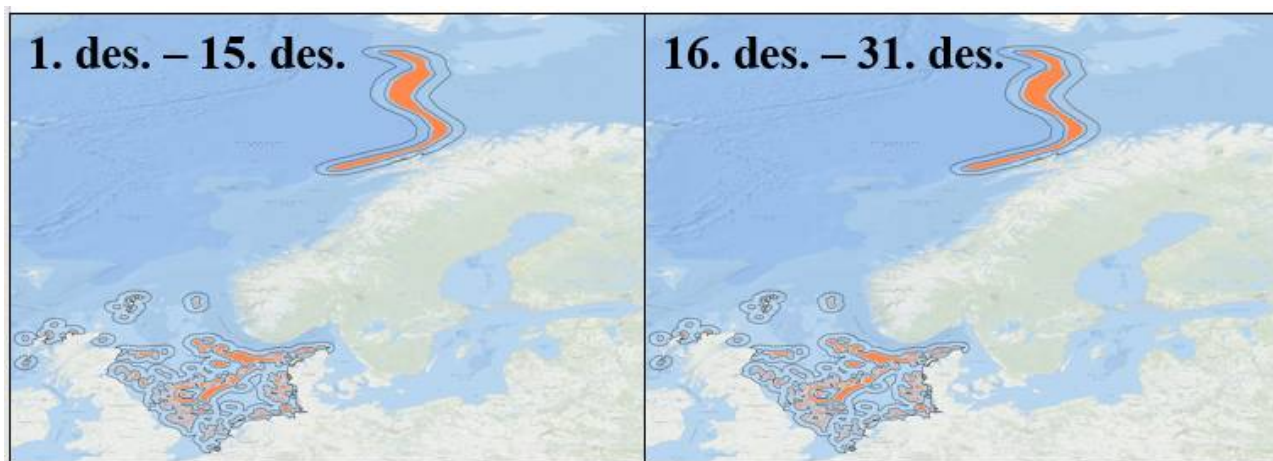 1. des. – 15. des.
16. des. – 31. des.